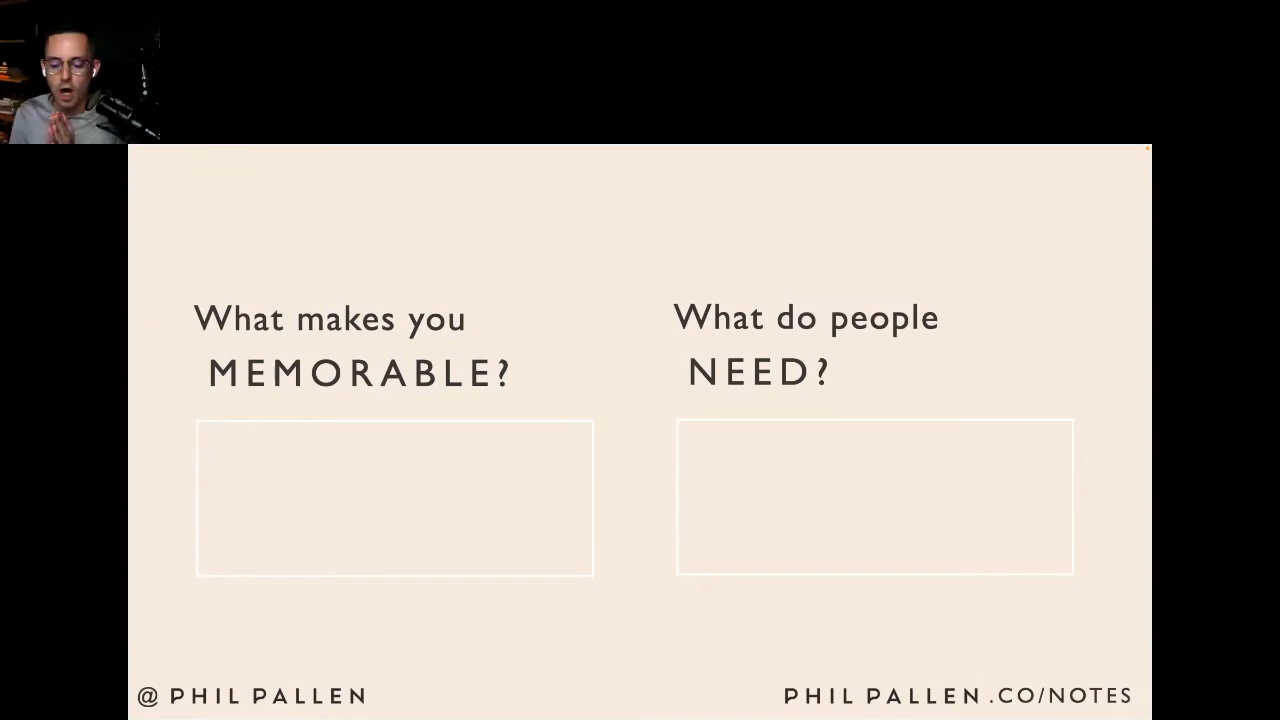 What makes you
MEMORABLE?
What do people
NEED?
@PHIL PALLEN
PHIL PALLEN.CO/NOTES